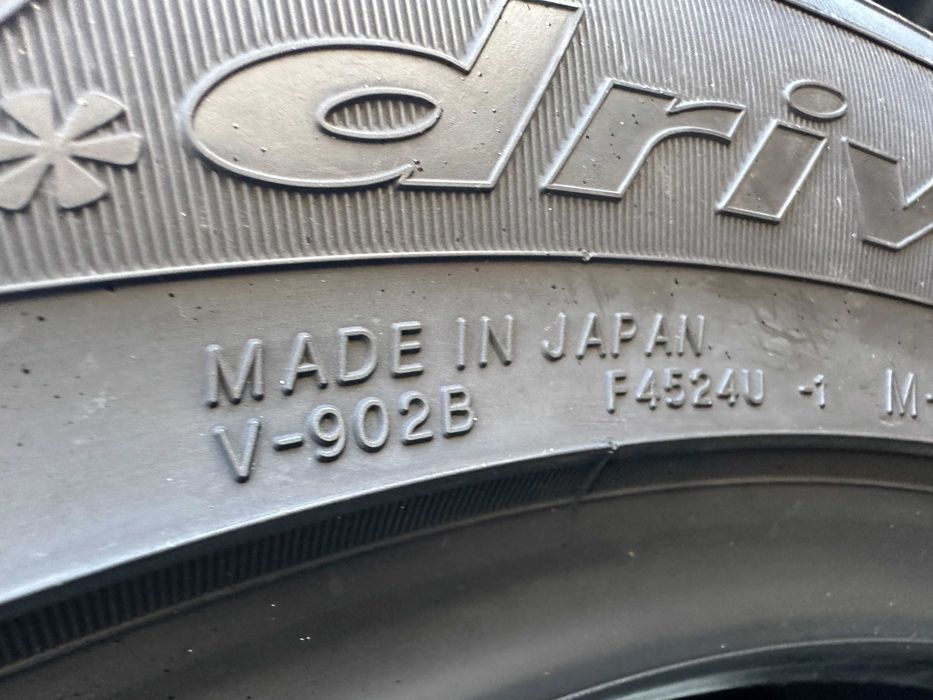 *driv
MADE IN JAPAN
V-902B F4524U -1 M-